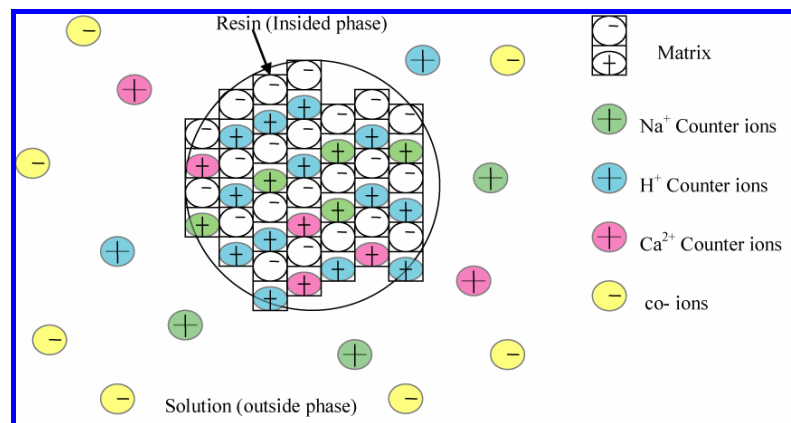 Resin (Insided phase)
Matrix
Na⁺ Counter ions
H⁺ Counter ions
Ca²⁺ Counter ions
co- ions
Solution (outside phase)